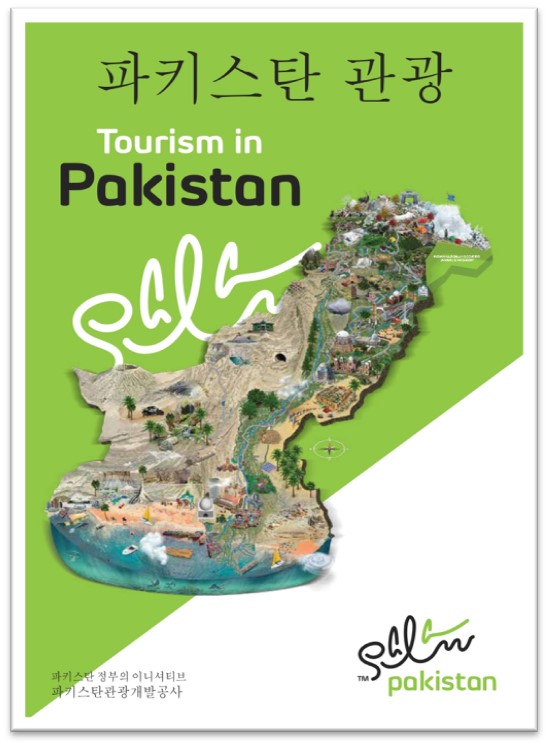 파키스탄 관광
Tourism in
Pakistan
TM
pakistan
파키스탄 정부의 이니셔티브
파키스탄관광개발공사